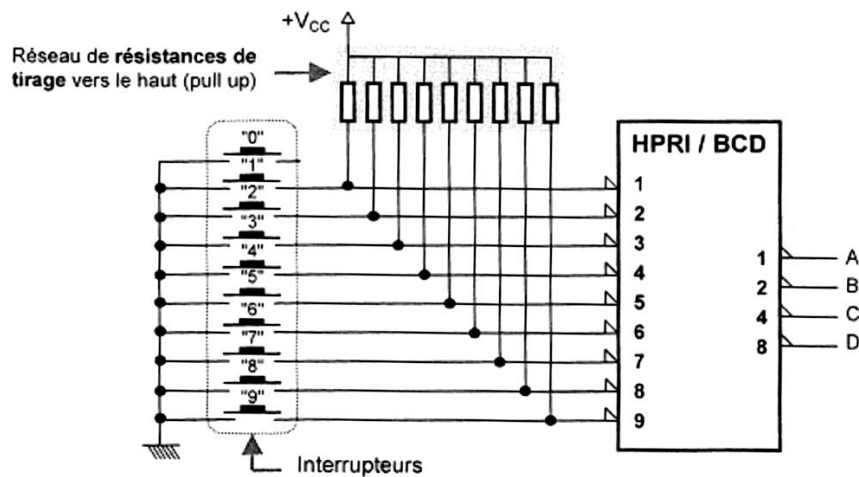 +VCC
Réseau de résistances de
tirage vers le haut (pull up)
"0"
"1"
"2"
"3"
"4"
"5"
"6"
"7"
"8"
"9"
HPRI / BCD
1
2
3
4
5
6
7
8
9
1 A
2 B
4 C
8 D
Interrupteurs